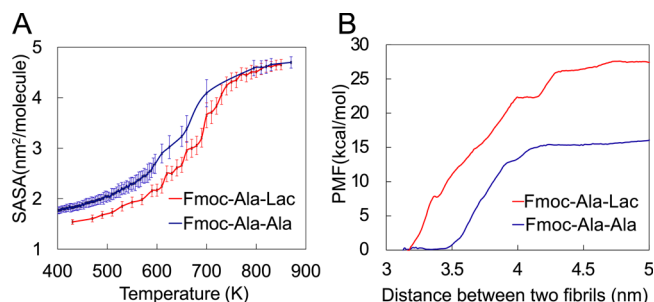 A
SASA(nm²/molecule)
5
4
3
2
1
400 500 600 700 800 900
Temperature (K)
Fmoc-Ala-Lac
Fmoc-Ala-Ala
B
PMF(kcal/mol)
30
25
20
15
10
5
0
3 3.5 4 4.5 5
Distance between two fibrils (nm)
Fmoc-Ala-Lac
Fmoc-Ala-Ala